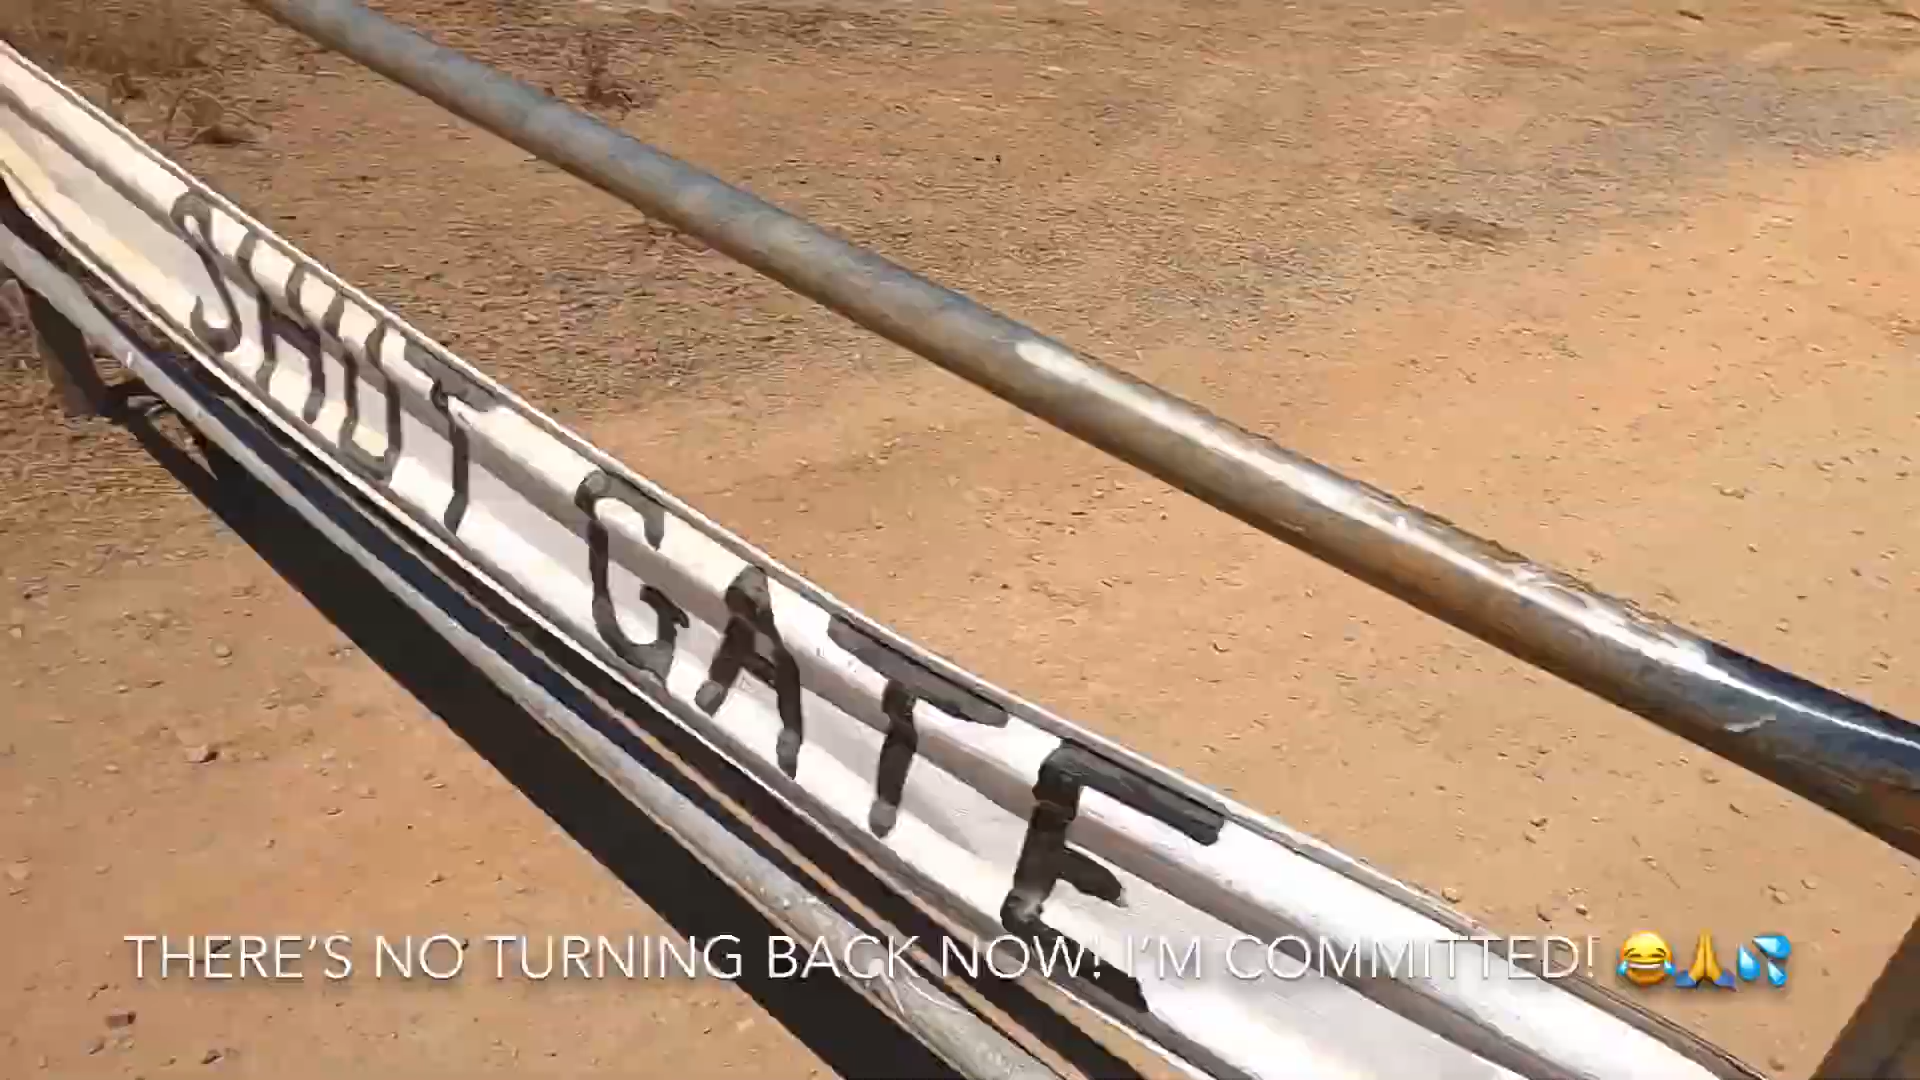 SHUT GATE
THERE'S NO TURNING BACK NOW! I'M COMMITTED! 😂🙏💦